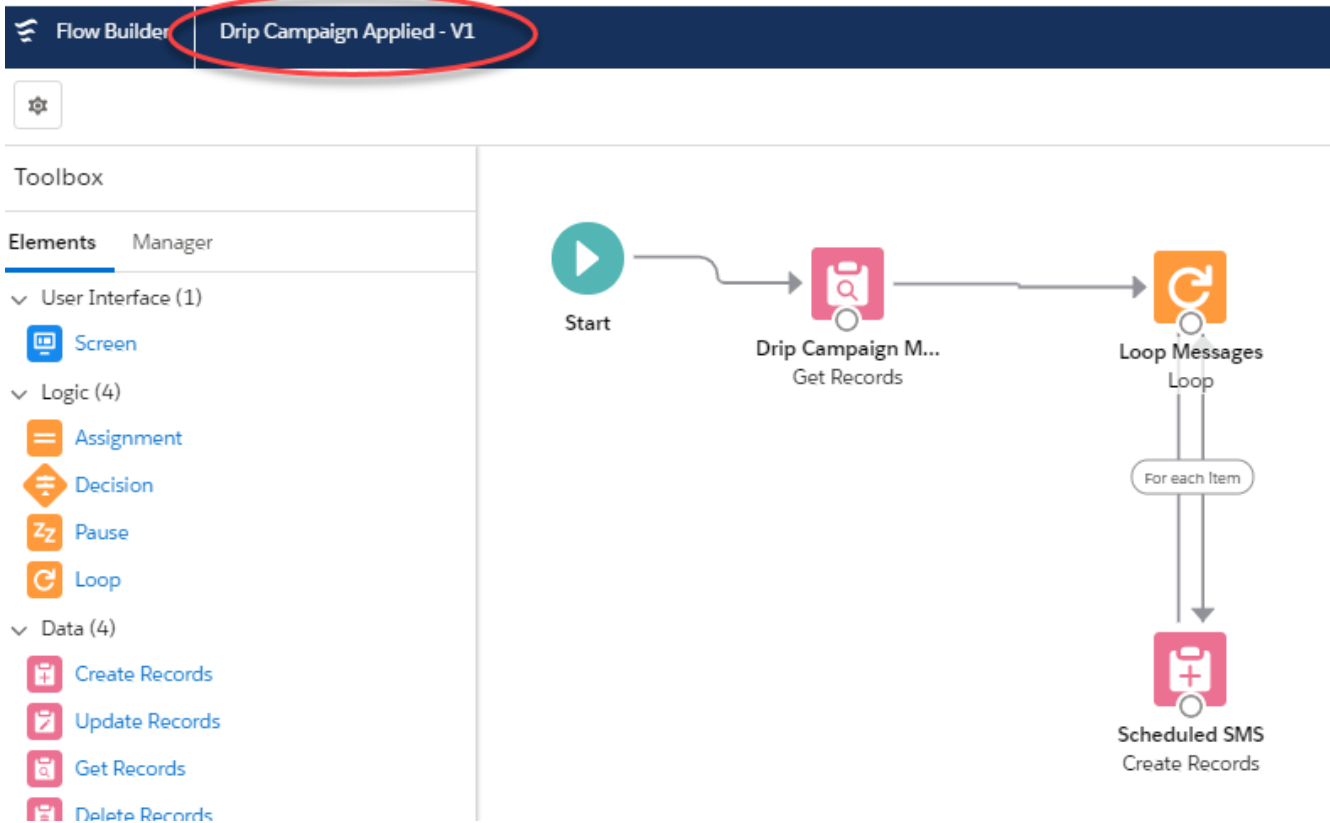 Flow Builder
Drip Campaign Applied - V1
Toolbox
Elements Manager
User Interface (1)
Screen
Logic (4)
Assignment
Decision
Pause
Loop
Data (4)
Create Records
Update Records
Get Records
Delete Records
Start
Drip Campaign M...
Get Records
Loop Messages
Loop
For each Item
Scheduled SMS
Create Records